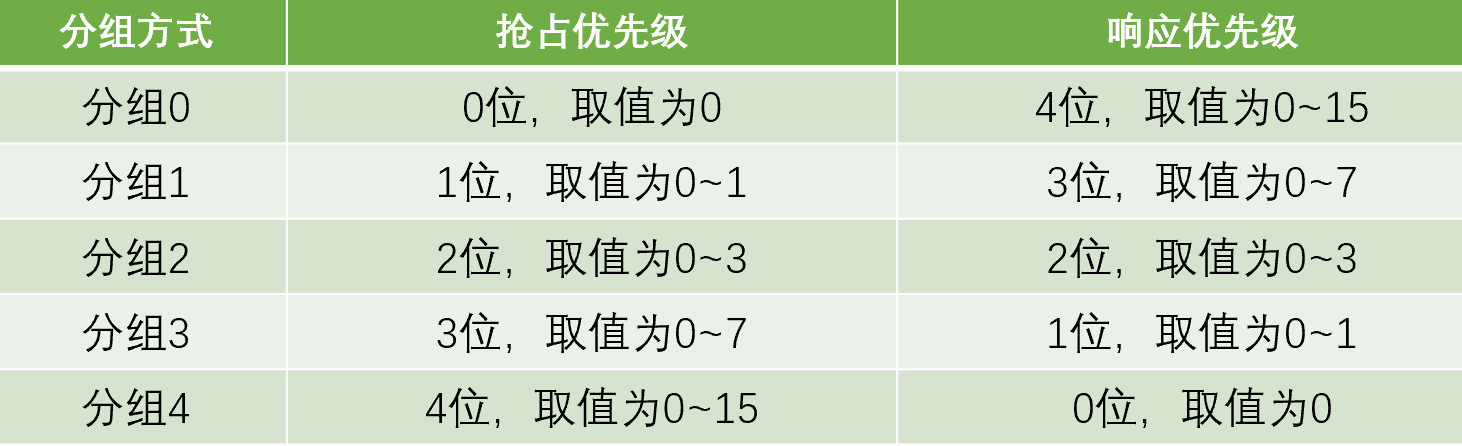 分组方式 抢占优先级 响应优先级
分组0 0位，取值为0 4位，取值为0~15
分组1 1位，取值为0~1 3位，取值为0~7
分组2 2位，取值为0~3 2位，取值为0~3
分组3 3位，取值为0~7 1位，取值为0~1
分组4 4位，取值为0~15 0位，取值为0